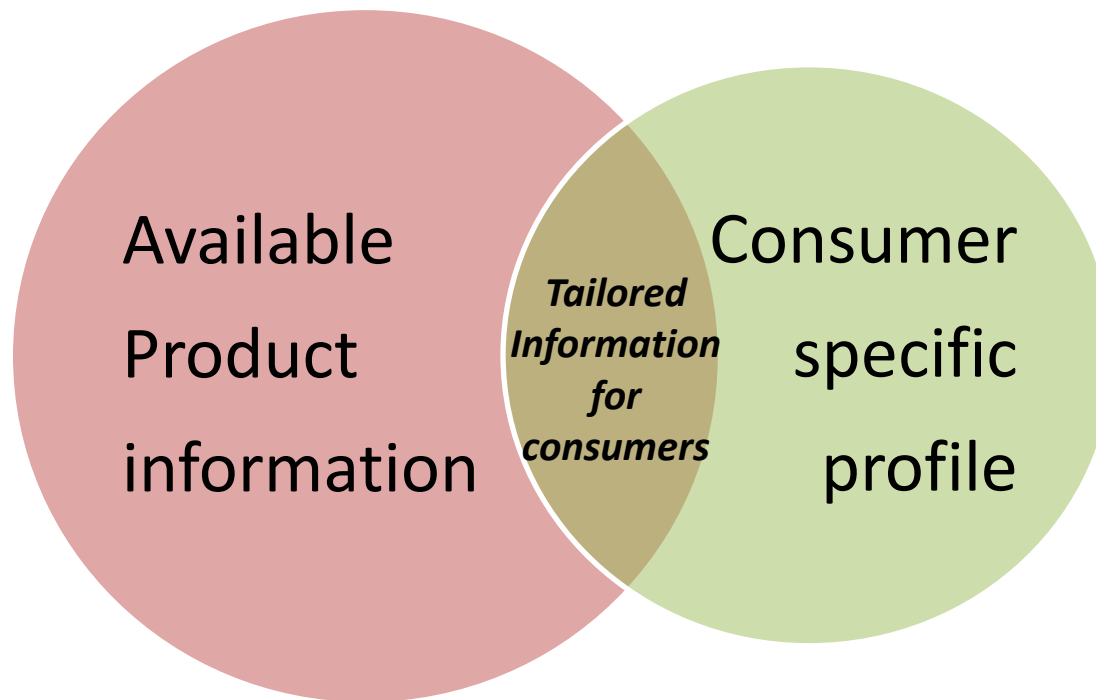 Available
Product
information
Tailored
Information
for
consumers
Consumer
specific
profile